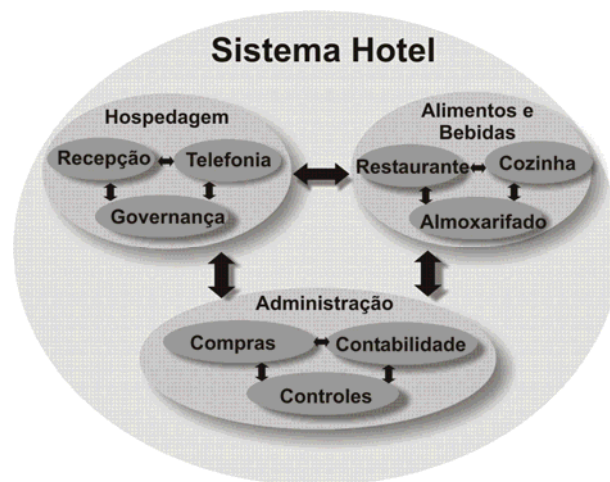 Sistema Hotel
Hospedagem
Recepção
Telefonia
Governança
Alimentos e
Bebidas
Restaurante
Cozinha
Almoxarifado
Administração
Compras
Contabilidade
Controles